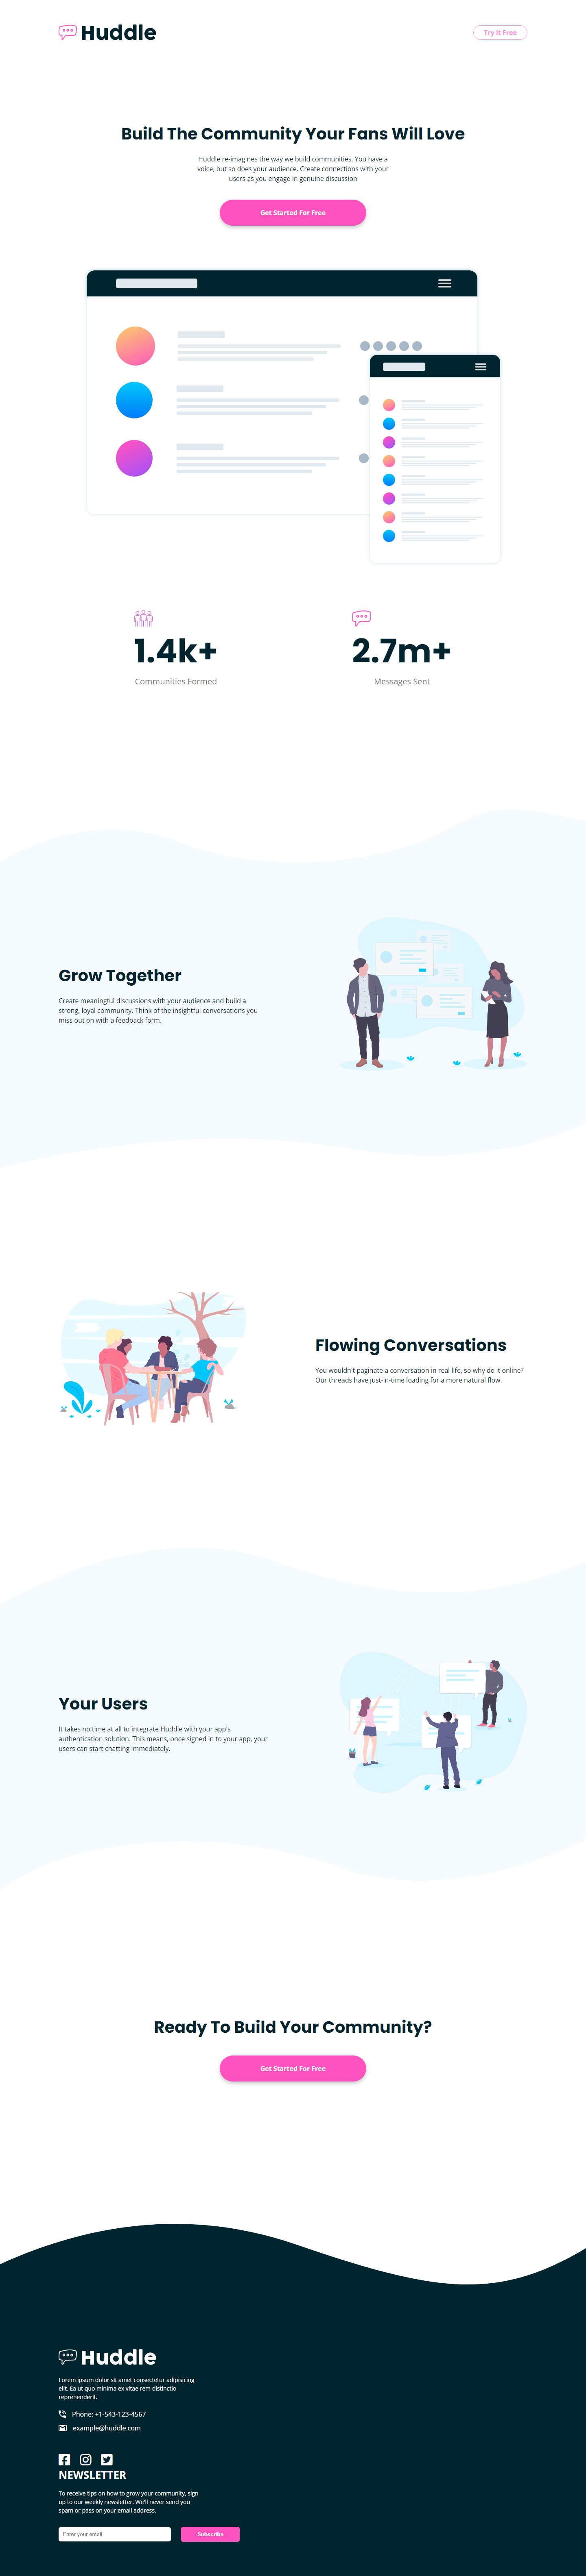 Huddle
Try It Free
Build The Community Your Fans Will Love
Huddle re-imagines the way we build communities. You have a
voice, but so does your audience. Create connections with your
users as you engage in genuine discussion
Get Started For Free
1.4k+
Communities Formed
2.7m+
Messages Sent
Grow Together
Create meaningful discussions with your audience and build a
strong, loyal community. Think of the insightful conversations you
miss out on with a feedback form.
Flowing Conversations
You wouldn't paginate a conversation in real life, so why do it online?
Our threads have just-in-time loading for a more natural flow.
Your Users
It takes no time at all to integrate Huddle with your app's
authentication solution. This means, once signed in to your app, your
users can start chatting immediately.
Ready To Build Your Community?
Get Started For Free
Huddle
Lorem ipsum dolor sit amet consectetur adipisicing
elit. Ea ut quo minima ex vitae rem distinctio
reprehenderit.
Phone: +1-543-123-4567
example@huddle.com
NEWSLETTER
To receive tips on how to grow your community, sign
up to our weekly newsletter. We'll never send you
spam or pass on your email address.
Enter your email
Subscribe